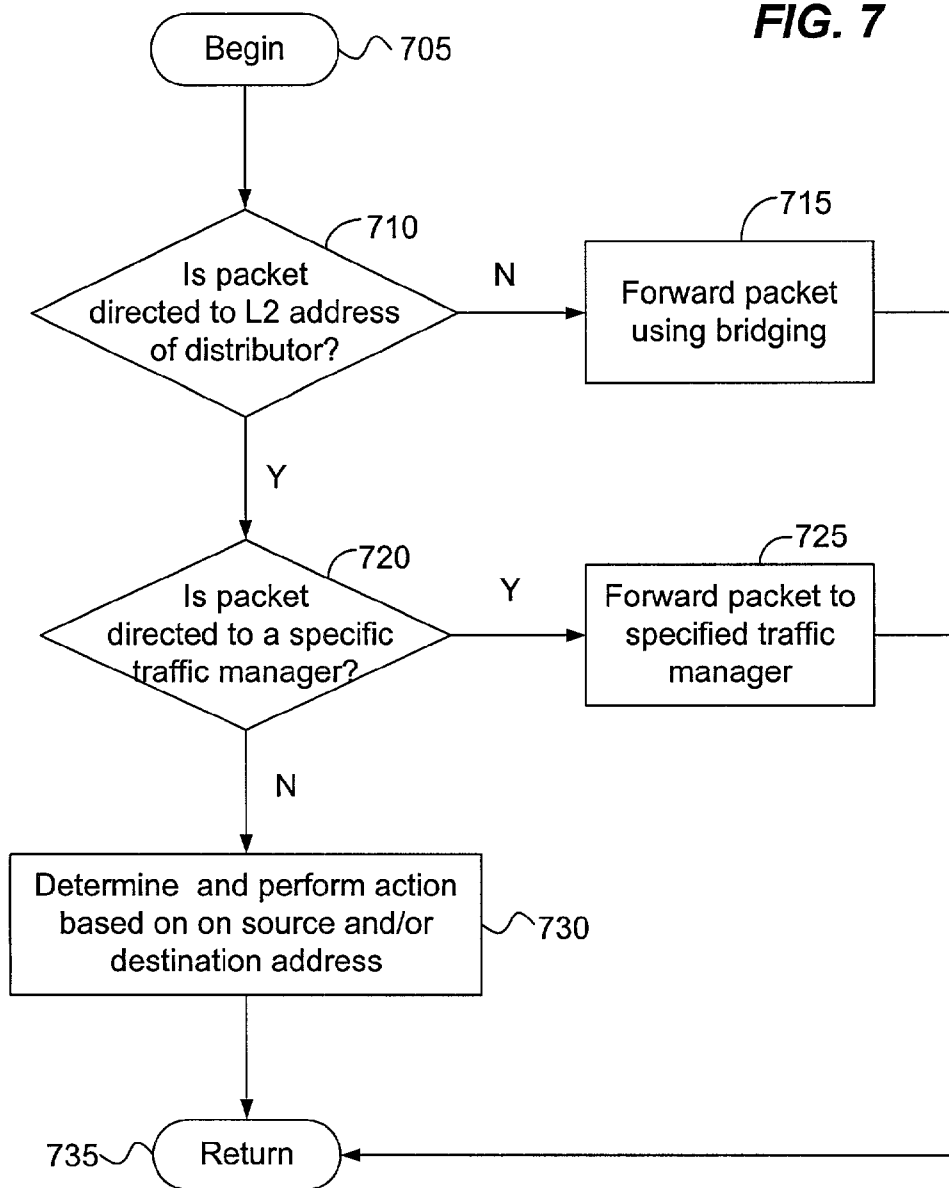 FIG. 7
Begin
705
710
Is packet
directed to L2 address
of distributor?
N
715
Forward packet
using bridging
Y
720
Is packet
directed to a specific
traffic manager?
Y
725
Forward packet to
specified traffic
manager
N
Determine and perform action
based on on source and/or
destination address
730
735
Return